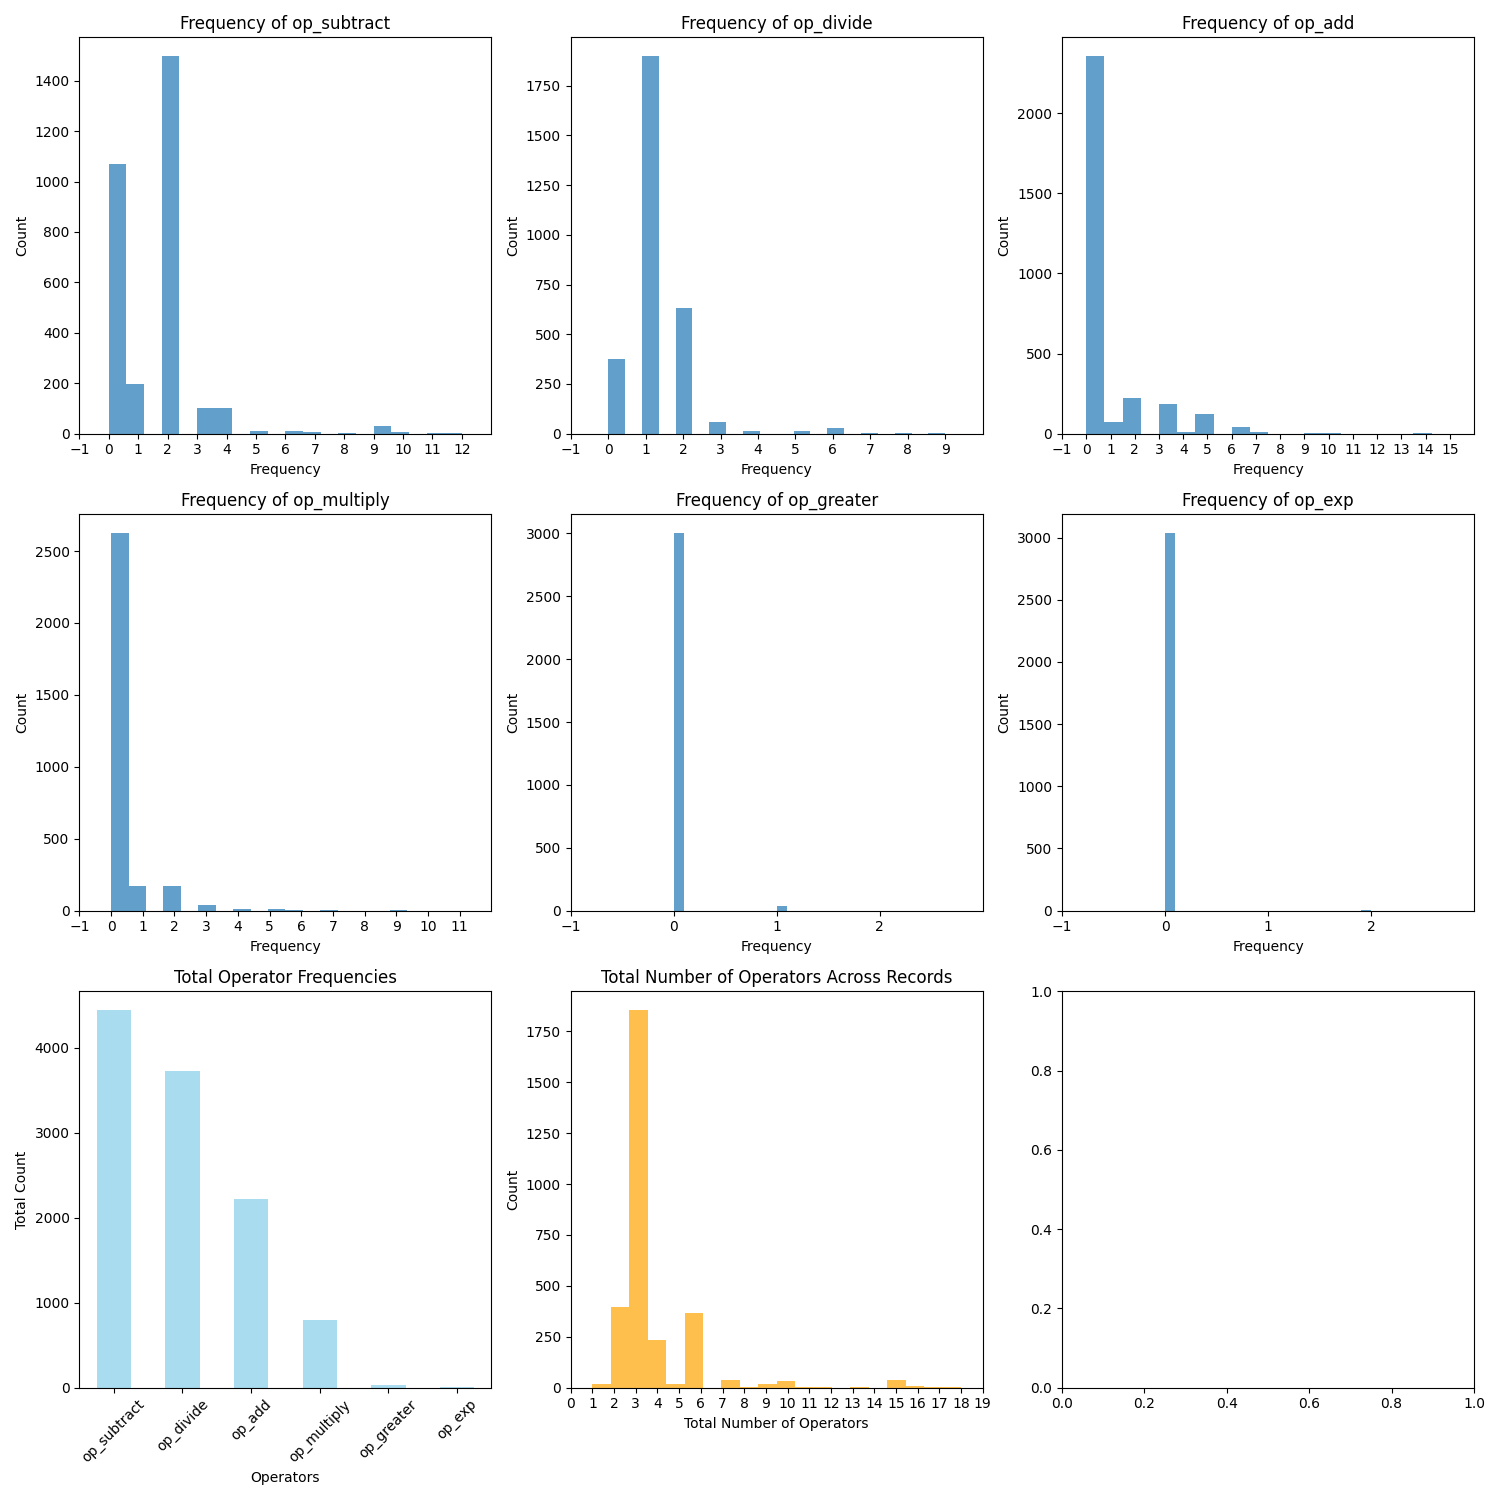 Frequency of op_subtract
1400
1200
1000
800
600
400
200
0
Count
−1 0 1 2 3 4 5 6 7 8 9 10 11 12
Frequency
Frequency of op_divide
1750
1500
1250
1000
750
500
250
0
Count
−1 0 1 2 3 4 5 6 7 8 9
Frequency
Frequency of op_add
2000
1500
1000
500
0
Count
−1 0 1 2 3 4 5 6 7 8 9 10 11 12 13 14 15
Frequency
Frequency of op_multiply
2500
2000
1500
1000
500
0
Count
−1 0 1 2 3 4 5 6 7 8 9 10 11
Frequency
Frequency of op_greater
3000
2500
2000
1500
1000
500
0
Count
−1 0 1 2
Frequency
Frequency of op_exp
3000
2500
2000
1500
1000
500
0
Count
−1 0 1 2
Frequency
Total Operator Frequencies
4000
3000
2000
1000
0
Total Count
op_subtract op_divide op_add op_multiply op_greater op_exp
Operators
Total Number of Operators Across Records
1750
1500
1250
1000
750
500
250
0
Count
0 1 2 3 4 5 6 7 8 9 10 11 12 13 14 15 16 17 18 19
Total Number of Operators
1.0
0.8
0.6
0.4
0.2
0.0
0.0 0.2 0.4 0.6 0.8 1.0